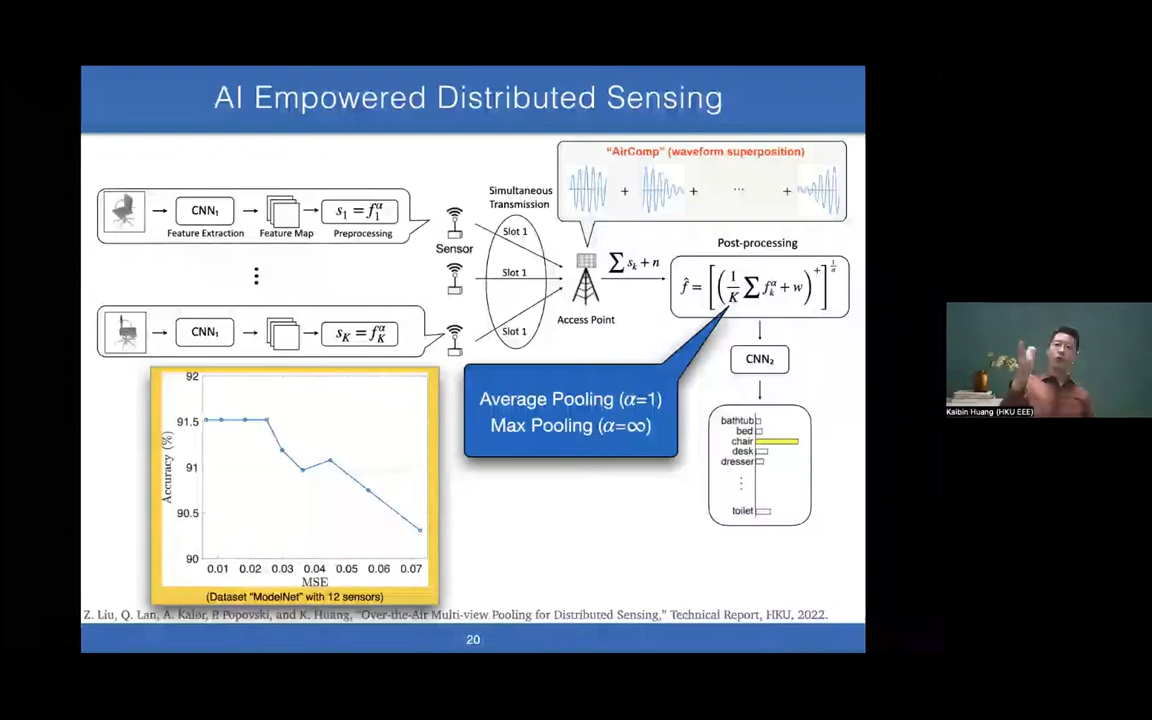 AI Empowered Distributed Sensing
"AirComp" (waveform superposition)
+ + ... +
Simultaneous
Transmission
CNN₁
s₁ = f₁^α
Feature Extraction
Feature Map
Preprocessing
Sensor
Slot 1
Slot 1
Slot 1
∑ sₖ + n
Access Point
Post-processing
f̂ = [(1/K ∑ fₖ^α + w)^+]^(1/α)
CNN₁
s_K = f_K^α
CNN₂
Average Pooling (α=1)
Max Pooling (α=∞)
bathtub
bed
chair
desk
dresser
toilet
92
91.5
91
90.5
90
Accuracy (%)
0.01 0.02 0.03 0.04 0.05 0.06 0.07
MSE
(Dataset "ModelNet" with 12 sensors)
Z. Liu, Q. Lan, A. Kalør, P. Popovski, and K. Huang, "Over-the-Air Multi-view Pooling for Distributed Sensing," Technical Report, HKU, 2022.
20
Kaibin Huang (HKU EEE)